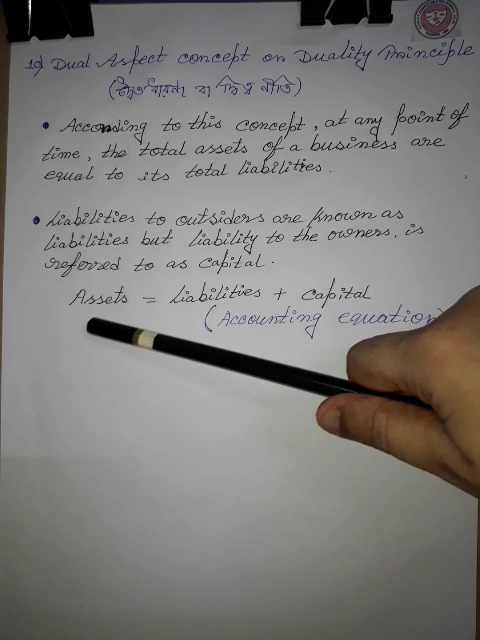 10) Dual Aspect concept or Duality Principle
দ্বিত্ব নীতি)
• According to this concept, at any point of
time, the total assets of a business are
equal to its total liabilities.
• Liabilities to outsiders are known as
liabilities but liability to the owners, is
referred to as capital.
Assets = Liabilities + Capital
(Accounting equation)